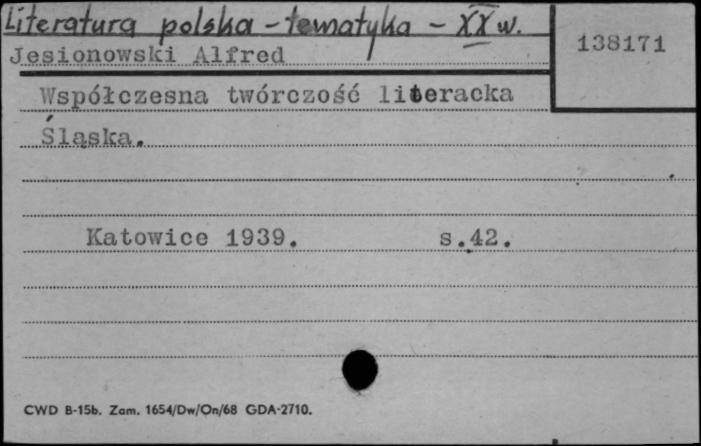 Literatura polska - tematyka - XX w.
138171
Jesionowski Alfred
Współczesna twórczość literacka
Śląska.
Katowice 1939. s.42.
CWD B-15b. Zam. 1654/Dw/On/68 GDA-2710.